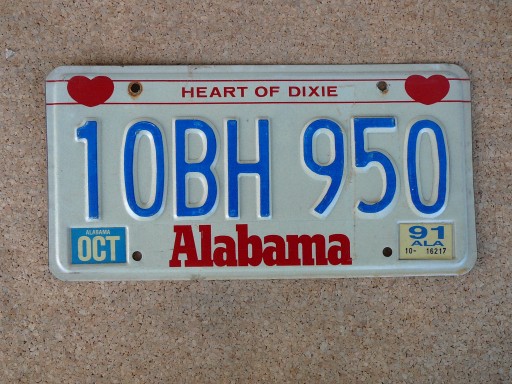 HEART OF DIXIE
10BH 950
ALABAMA
OCT
Alabama
91
ALA
10- 16217